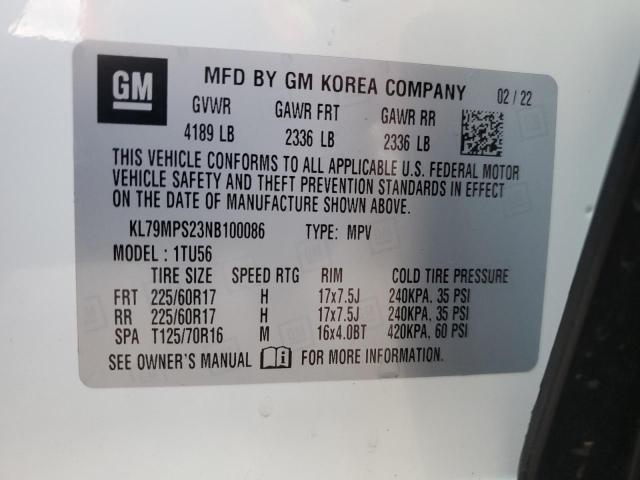 GM
MFD BY GM KOREA COMPANY 02 / 22
GVWR GAWR FRT GAWR RR
4189 LB 2336 LB 2336 LB
THIS VEHICLE CONFORMS TO ALL APPLICABLE U.S. FEDERAL MOTOR
VEHICLE SAFETY AND THEFT PREVENTION STANDARDS IN EFFECT
ON THE DATE OF MANUFACTURE SHOWN ABOVE.
KL79MPS23NB100086 TYPE: MPV
MODEL: 1TU56
TIRE SIZE SPEED RTG RIM COLD TIRE PRESSURE
FRT 225/60R17 H 17x7.5J 240KPA, 35 PSI
RR 225/60R17 H 17x7.5J 240KPA, 35 PSI
SPA T125/70R16 M 16x4.0BT 420KPA, 60 PSI
SEE OWNER'S MANUAL FOR MORE INFORMATION.